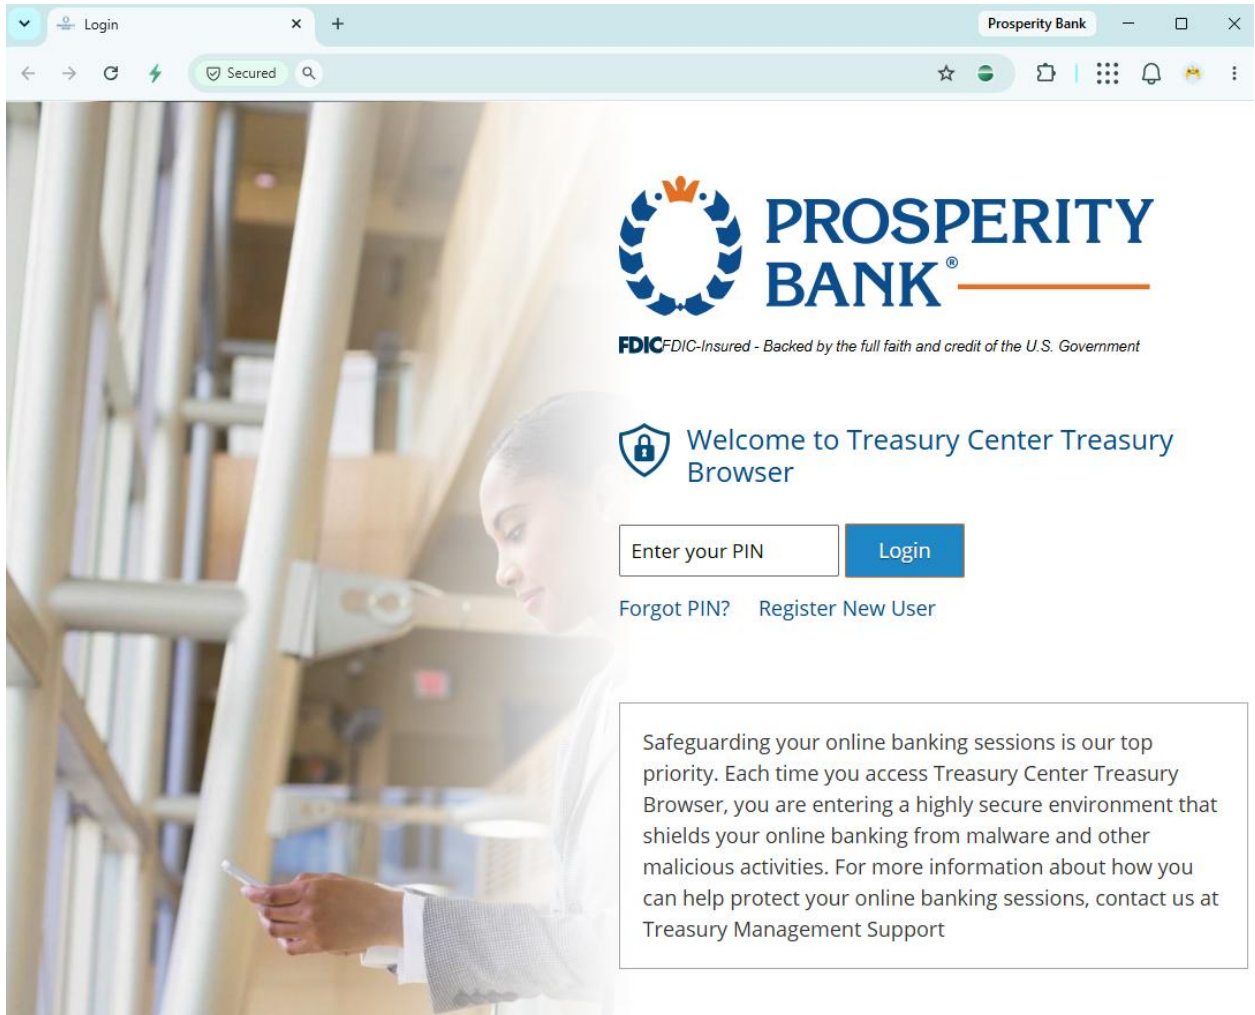 Login
Prosperity Bank
Secured
PROSPERITY
BANK®
FDIC FDIC-Insured - Backed by the full faith and credit of the U.S. Government
Welcome to Treasury Center Treasury
Browser
Enter your PIN
Login
Forgot PIN? Register New User
Safeguarding your online banking sessions is our top
priority. Each time you access Treasury Center Treasury
Browser, you are entering a highly secure environment that
shields your online banking from malware and other
malicious activities. For more information about how you
can help protect your online banking sessions, contact us at
Treasury Management Support